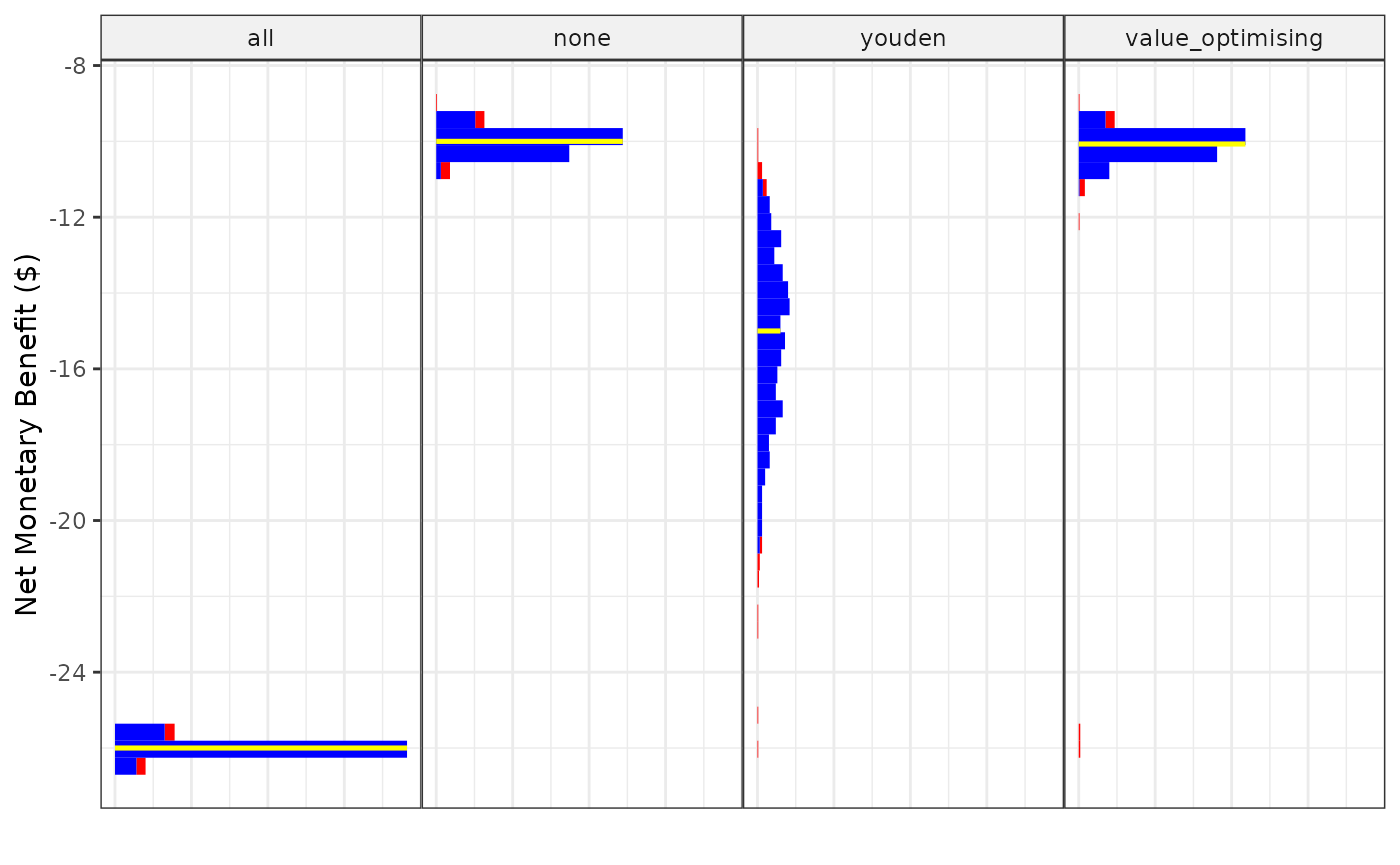 all
none
youden
value_optimising
Net Monetary Benefit ($)
-8
-12
-16
-20
-24